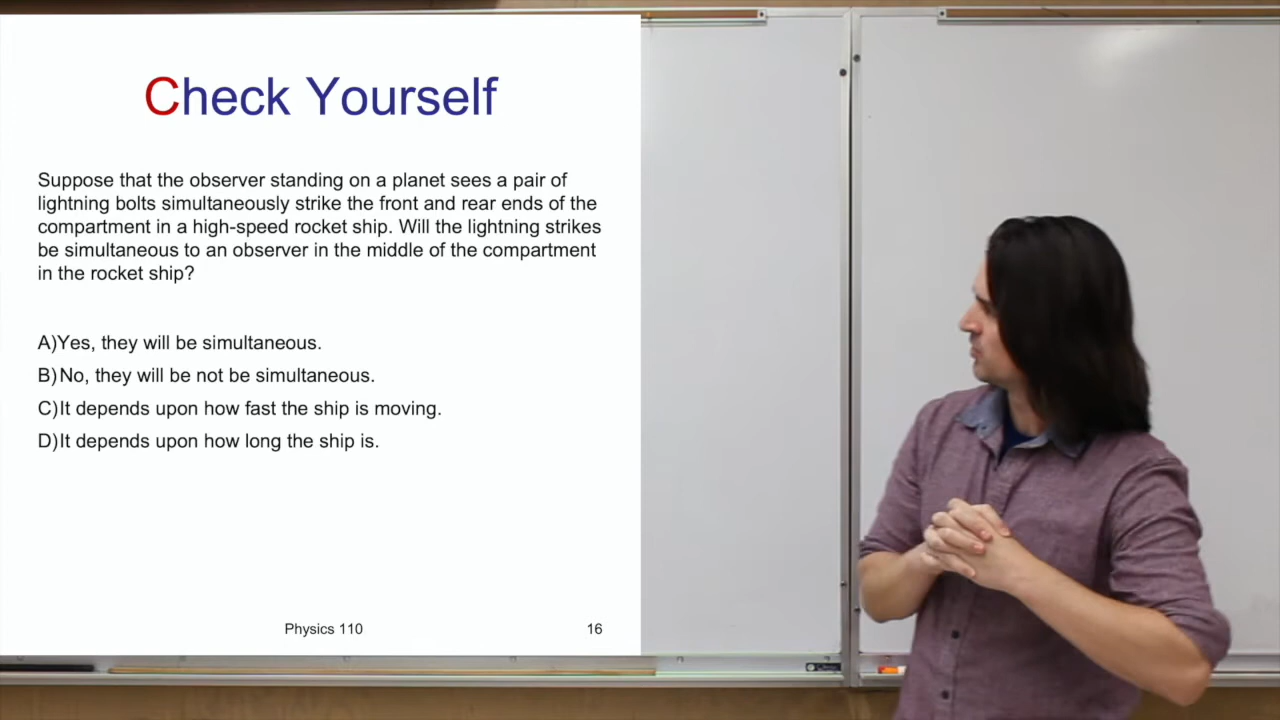 Check Yourself
Suppose that the observer standing on a planet sees a pair of
lightning bolts simultaneously strike the front and rear ends of the
compartment in a high-speed rocket ship. Will the lightning strikes
be simultaneous to an observer in the middle of the compartment
in the rocket ship?
A)Yes, they will be simultaneous.
B)No, they will be not be simultaneous.
C)It depends upon how fast the ship is moving.
D)It depends upon how long the ship is.
Physics 110
16